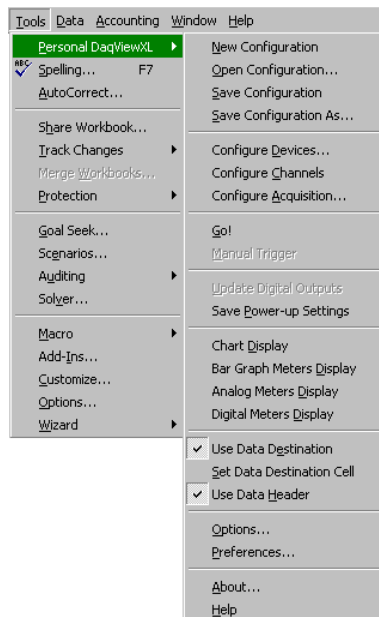 Tools Data Accounting Window Help
Personal DaqViewXL
ABC Spelling... F7
AutoCorrect...
Share Workbook...
Track Changes
Merge Workbooks...
Protection
Goal Seek...
Scenarios...
Auditing
Solver...
Macro
Add-Ins...
Customize...
Options...
Wizard
New Configuration
Open Configuration...
Save Configuration
Save Configuration As...
Configure Devices...
Configure Channels
Configure Acquisition...
Go!
Manual Trigger
Update Digital Outputs
Save Power-up Settings
Chart Display
Bar Graph Meters Display
Analog Meters Display
Digital Meters Display
Use Data Destination
Set Data Destination Cell
Use Data Header
Options...
Preferences...
About...
Help